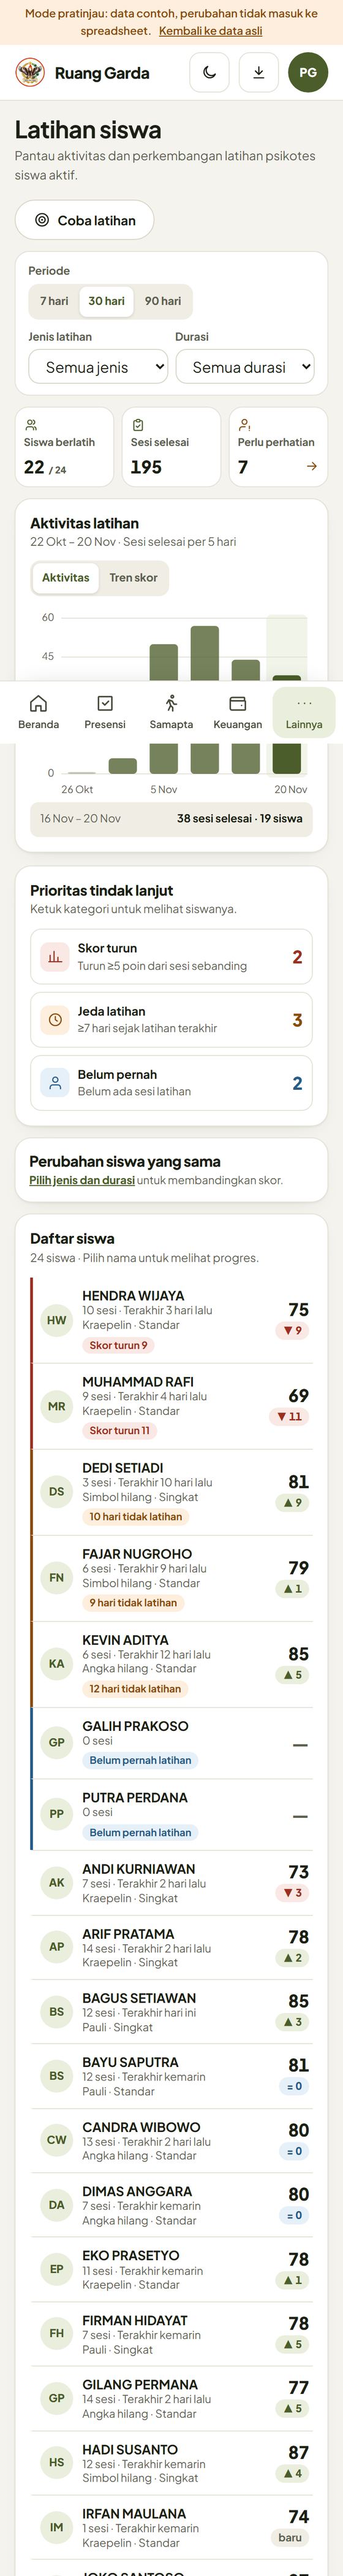 Mode pratinjau: data contoh, perubahan tidak masuk ke
spreadsheet. Kembali ke data asli
Ruang Garda
PG
Latihan siswa
Pantau aktivitas dan perkembangan latihan psikotes
siswa aktif.
Coba latihan
Periode
7 hari 30 hari 90 hari
Jenis latihan Durasi
Semua jenis Semua durasi
Siswa berlatih Sesi selesai Perlu perhatian
22 / 24 195 7 →
Aktivitas latihan
22 Okt – 20 Nov · Sesi selesai per 5 hari
Aktivitas Tren skor
60
45
Beranda Presensi Samapta Keuangan Lainnya
0
26 Okt 5 Nov 20 Nov
16 Nov – 20 Nov 38 sesi selesai · 19 siswa
Prioritas tindak lanjut
Ketuk kategori untuk melihat siswanya.
Skor turun
Turun ≥5 poin dari sesi sebanding
2
Jeda latihan
≥7 hari sejak latihan terakhir
3
Belum pernah
Belum ada sesi latihan
2
Perubahan siswa yang sama
Pilih jenis dan durasi untuk membandingkan skor.
Daftar siswa
24 siswa · Pilih nama untuk melihat progres.
HW
HENDRA WIJAYA
10 sesi · Terakhir 3 hari lalu
Kraepelin · Standar
Skor turun 9
75
▼ 9
MR
MUHAMMAD RAFI
9 sesi · Terakhir 4 hari lalu
Kraepelin · Standar
Skor turun 11
69
▼ 11
DS
DEDI SETIADI
3 sesi · Terakhir 10 hari lalu
Simbol hilang · Singkat
10 hari tidak latihan
81
▲ 9
FN
FAJAR NUGROHO
6 sesi · Terakhir 9 hari lalu
Simbol hilang · Standar
9 hari tidak latihan
79
▲ 1
KA
KEVIN ADITYA
6 sesi · Terakhir 12 hari lalu
Angka hilang · Standar
12 hari tidak latihan
85
▲ 5
GP
GALIH PRAKOSO
0 sesi
Belum pernah latihan
—
PP
PUTRA PERDANA
0 sesi
Belum pernah latihan
—
AK
ANDI KURNIAWAN
7 sesi · Terakhir 2 hari lalu
Kraepelin · Singkat
73
▼ 3
AP
ARIF PRATAMA
14 sesi · Terakhir 2 hari lalu
Kraepelin · Singkat
78
▲ 2
BS
BAGUS SETIAWAN
12 sesi · Terakhir hari ini
Pauli · Singkat
85
▲ 3
BS
BAYU SAPUTRA
12 sesi · Terakhir kemarin
Pauli · Standar
81
= 0
CW
CANDRA WIBOWO
13 sesi · Terakhir 2 hari lalu
Angka hilang · Standar
80
= 0
DA
DIMAS ANGGARA
7 sesi · Terakhir kemarin
Angka hilang · Singkat
80
= 0
EP
EKO PRASETYO
11 sesi · Terakhir kemarin
Kraepelin · Standar
78
▲ 1
FH
FIRMAN HIDAYAT
7 sesi · Terakhir kemarin
Pauli · Singkat
78
▲ 5
GP
GILANG PERMANA
14 sesi · Terakhir 2 hari lalu
Angka hilang · Standar
77
▲ 5
HS
HADI SUSANTO
12 sesi · Terakhir kemarin
Simbol hilang · Singkat
87
▲ 4
IM
IRFAN MAULANA
1 sesi · Terakhir kemarin
Kraepelin · Standar
74
baru